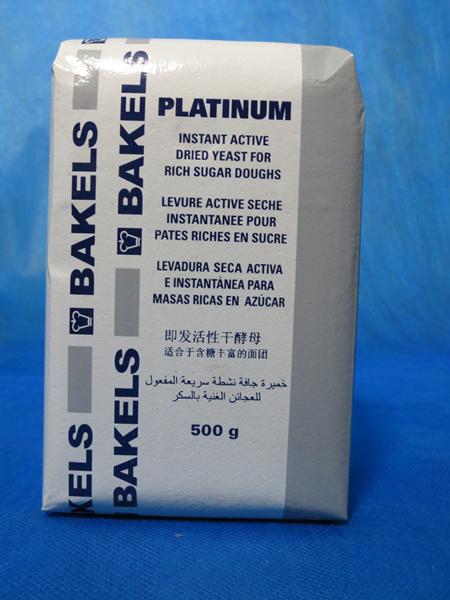 PLATINUM
INSTANT ACTIVE
DRIED YEAST FOR
RICH SUGAR DOUGHS
LEVURE ACTIVE SECHE
INSTANTANEE POUR
PATES RICHES EN SUCRE
LEVADURA SECA ACTIVA
E INSTANTÁNEA PARA
MASAS RICAS EN AZÚCAR
即发活性干酵母
适合于含糖丰富的面团
خميرة جافة نشطة سريعة المفعول
للعجائن الغنية بالسكر
500 g
BAKELS
KELS
BAKELS
BAKELS